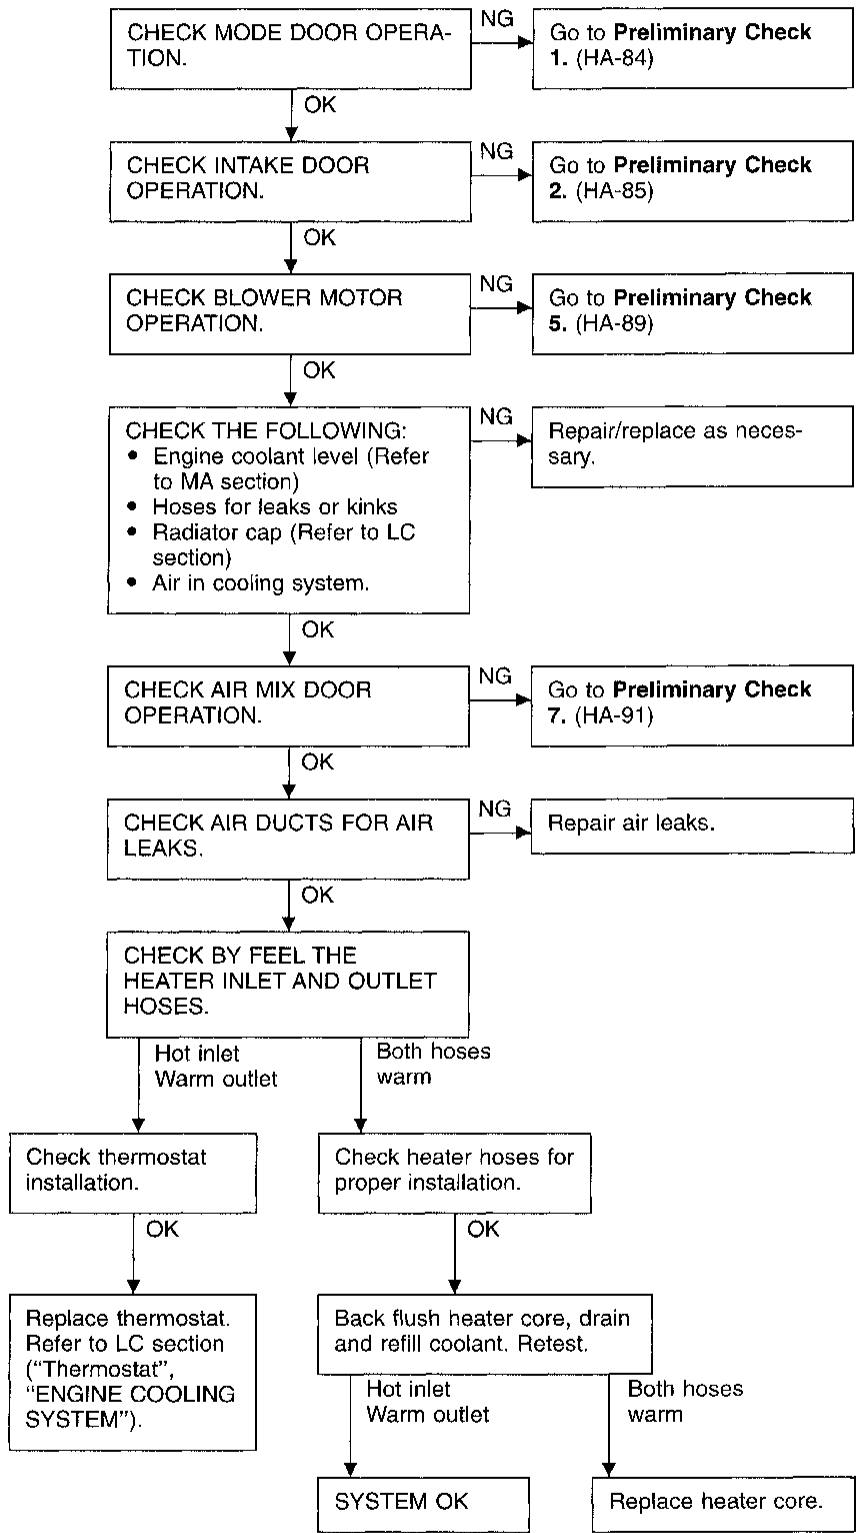 CHECK MODE DOOR OPERA-
TION.
NG
Go to Preliminary Check
1. (HA-84)
OK
CHECK INTAKE DOOR
OPERATION.
NG
Go to Preliminary Check
2. (HA-85)
OK
CHECK BLOWER MOTOR
OPERATION.
NG
Go to Preliminary Check
5. (HA-89)
OK
CHECK THE FOLLOWING:
• Engine coolant level (Refer
to MA section)
• Hoses for leaks or kinks
• Radiator cap (Refer to LC
section)
• Air in cooling system.
NG
Repair/replace as neces-
sary.
OK
CHECK AIR MIX DOOR
OPERATION.
NG
Go to Preliminary Check
7. (HA-91)
OK
CHECK AIR DUCTS FOR AIR
LEAKS.
NG
Repair air leaks.
OK
CHECK BY FEEL THE
HEATER INLET AND OUTLET
HOSES.
Hot inlet
Warm outlet
Both hoses
warm
Check thermostat
installation.
Check heater hoses for
proper installation.
OK
OK
Replace thermostat.
Refer to LC section
(“Thermostat”,
“ENGINE COOLING
SYSTEM”).
Back flush heater core, drain
and refill coolant. Retest.
Hot inlet
Warm outlet
Both hoses
warm
SYSTEM OK
Replace heater core.